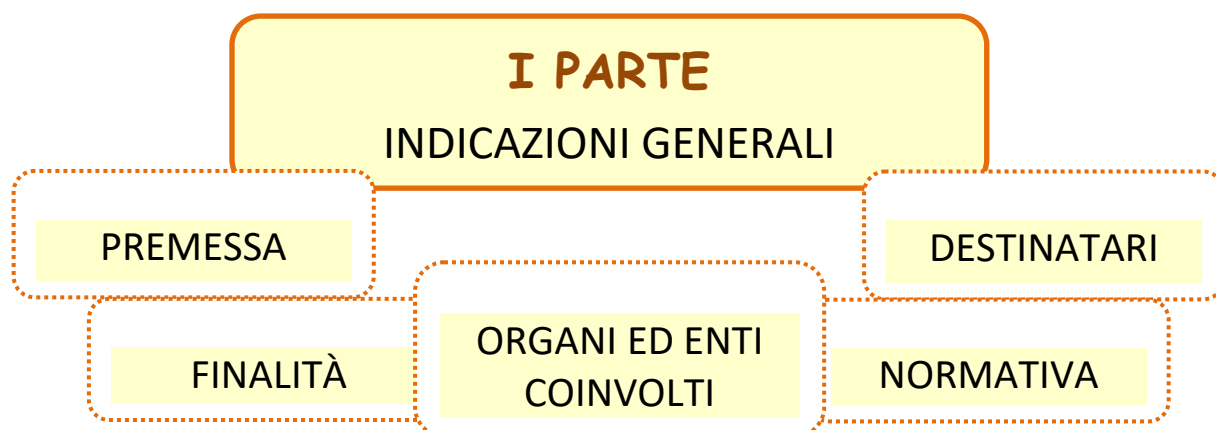 I PARTE
INDICAZIONI GENERALI
PREMESSA
DESTINATARI
FINALITÀ
ORGANI ED ENTI
COINVOLTI
NORMATIVA